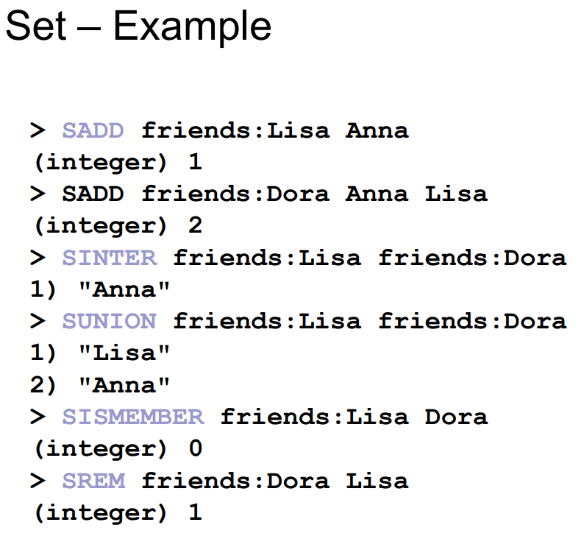 Set – Example
> SADD friends:Lisa Anna
(integer) 1
> SADD friends:Dora Anna Lisa
(integer) 2
> SINTER friends:Lisa friends:Dora
1) "Anna"
> SUNION friends:Lisa friends:Dora
1) "Lisa"
2) "Anna"
> SISMEMBER friends:Lisa Dora
(integer) 0
> SREM friends:Dora Lisa
(integer) 1